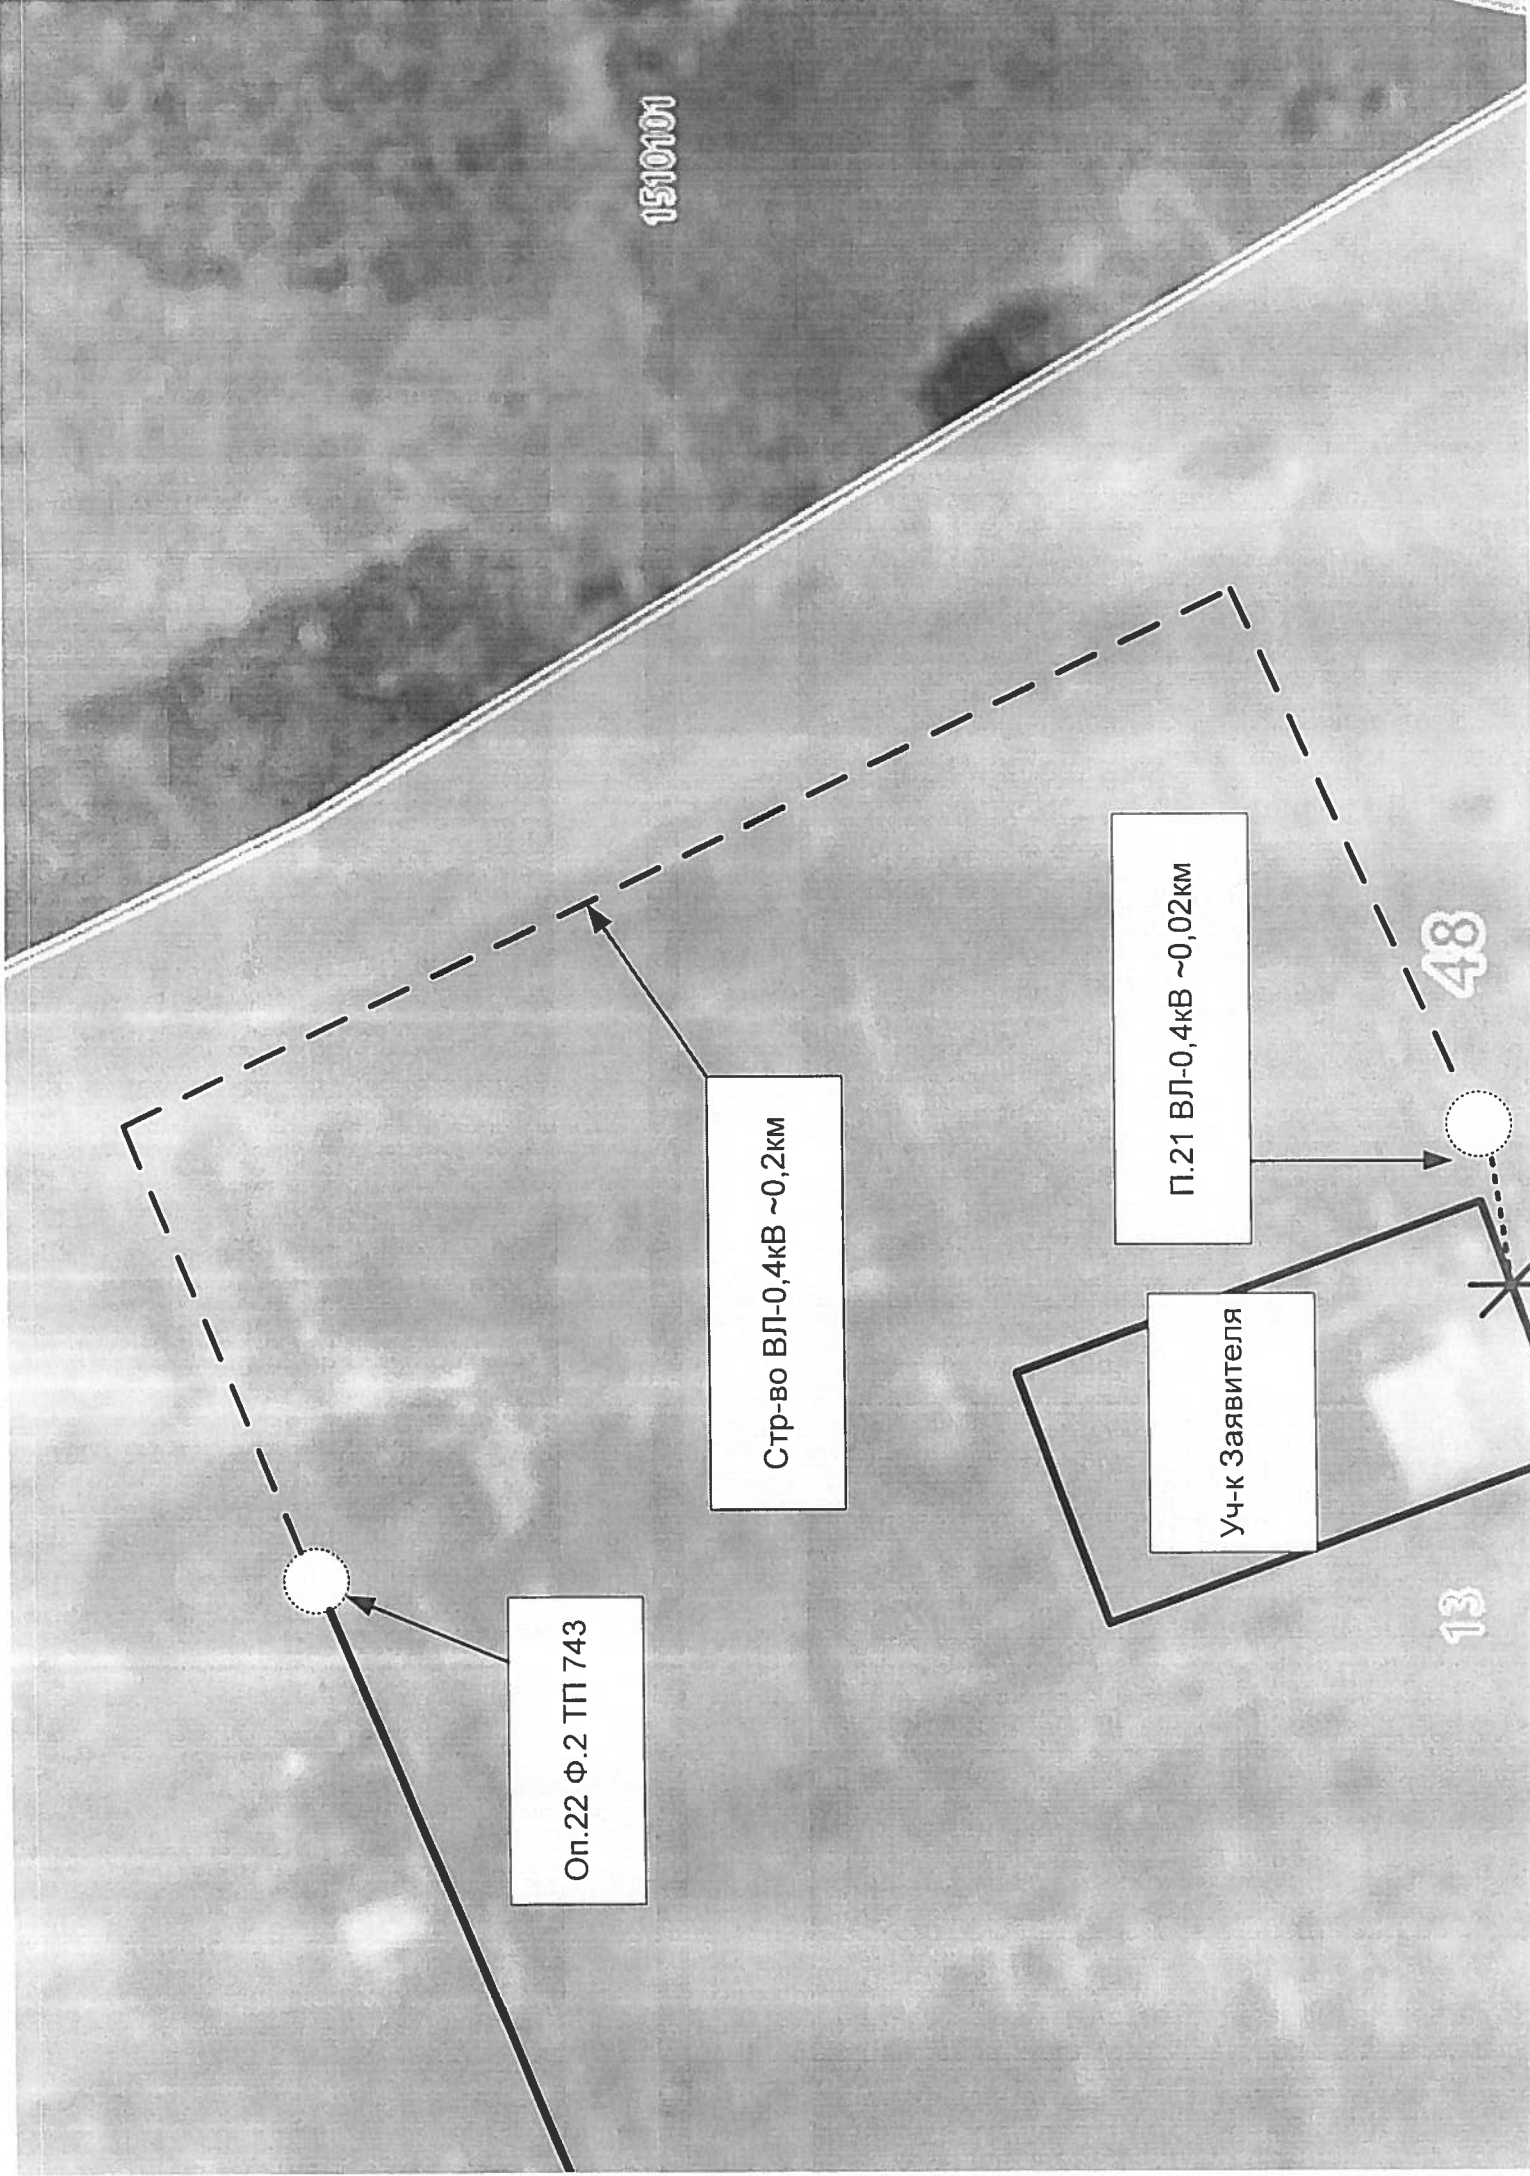 1510101
Оп.22 Ф.2 ТП 743
Стр-во ВЛ-0,4кВ ~0,2км
П.21 ВЛ-0,4кВ ~0,02км
Уч-к Заявителя
48
13